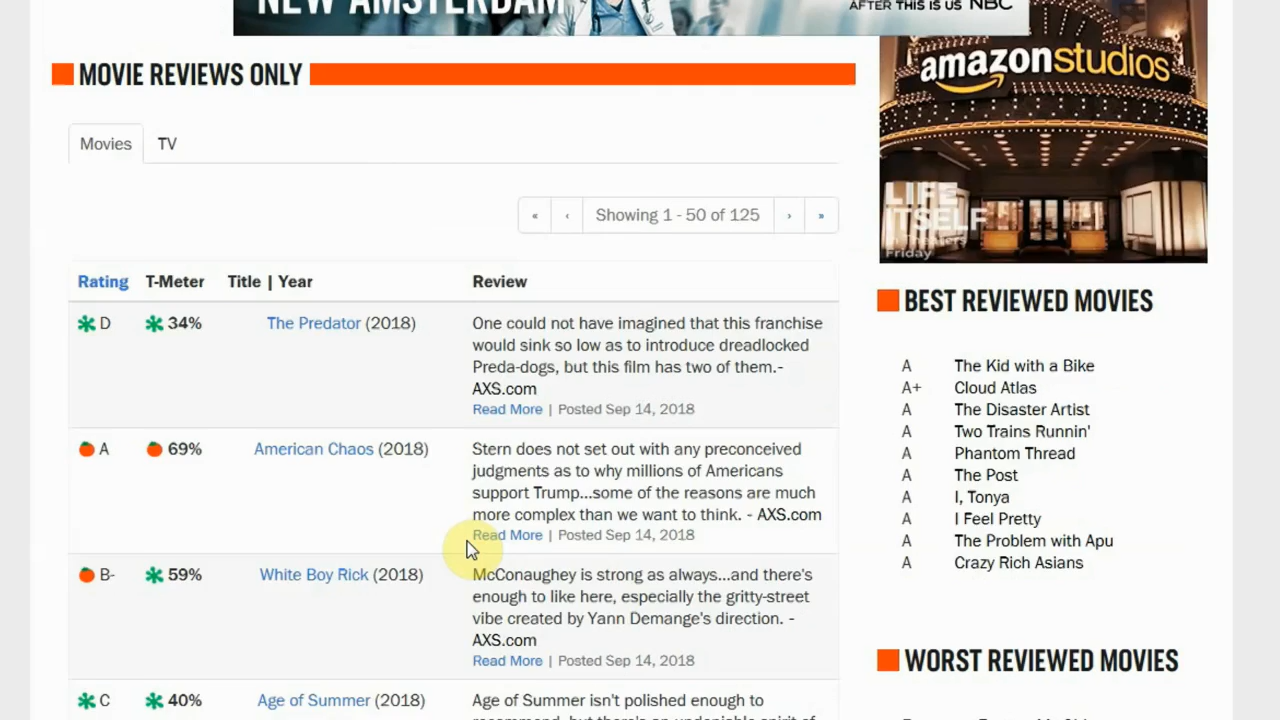 NEW AMSTERDAM
AFTER THIS IS US NBC
MOVIE REVIEWS ONLY
Movies TV
« ‹ Showing 1 - 50 of 125 › »
Rating T-Meter Title | Year Review
D 34% The Predator (2018)
One could not have imagined that this franchise
would sink so low as to introduce dreadlocked
Preda-dogs, but this film has two of them.-
AXS.com
Read More | Posted Sep 14, 2018
A 69% American Chaos (2018)
Stern does not set out with any preconceived
judgments as to why millions of Americans
support Trump...some of the reasons are much
more complex than we want to think. - AXS.com
Read More | Posted Sep 14, 2018
B- 59% White Boy Rick (2018)
McConaughey is strong as always...and there's
enough to like here, especially the gritty-street
vibe created by Yann Demange's direction. -
AXS.com
Read More | Posted Sep 14, 2018
C 40% Age of Summer (2018)
Age of Summer isn't polished enough to
amazonstudios
LIFE
ITSELF
Friday
BEST REVIEWED MOVIES
A The Kid with a Bike
A+ Cloud Atlas
A The Disaster Artist
A Two Trains Runnin'
A Phantom Thread
A The Post
A I, Tonya
A I Feel Pretty
A The Problem with Apu
A Crazy Rich Asians
WORST REVIEWED MOVIES